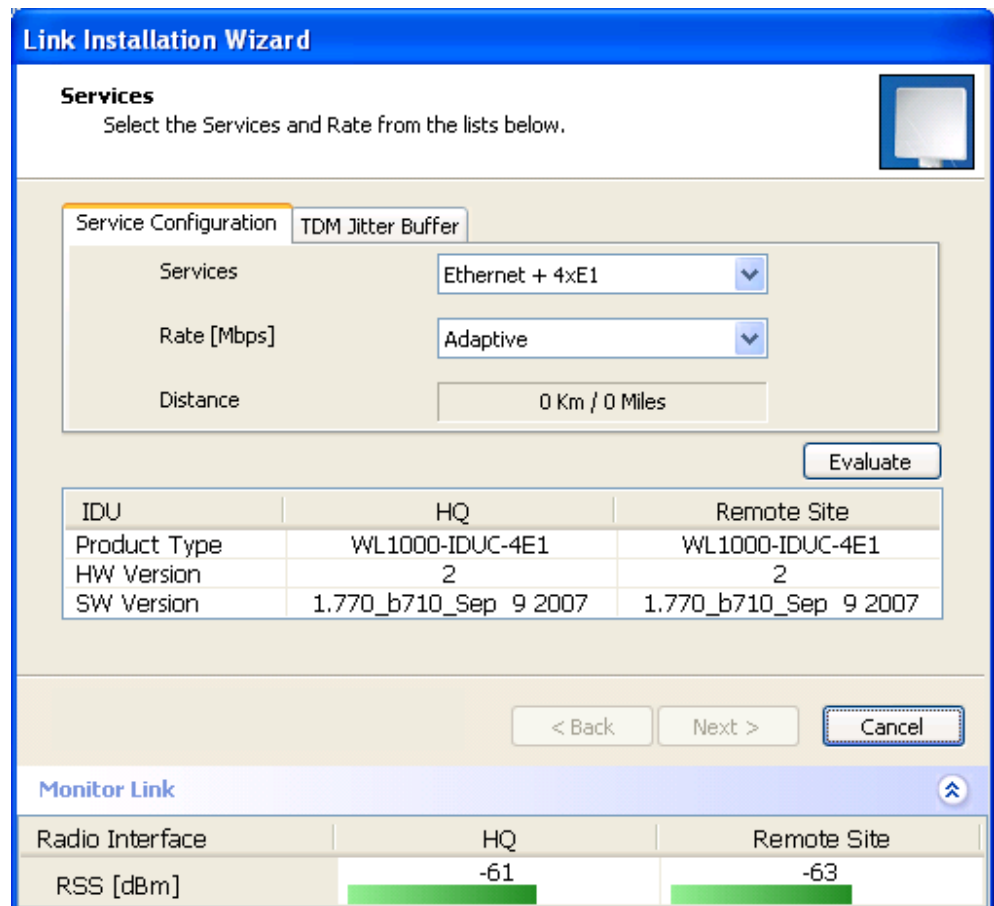 Link Installation Wizard
Services
Select the Services and Rate from the lists below.
Service Configuration TDM Jitter Buffer
Services Ethernet + 4xE1
Rate [Mbps] Adaptive
Distance 0 Km / 0 Miles
Evaluate
IDU HQ Remote Site
Product Type WL1000-IDUC-4E1 WL1000-IDUC-4E1
HW Version 2 2
SW Version 1.770_b710_Sep 9 2007 1.770_b710_Sep 9 2007
< Back Next > Cancel
Monitor Link
Radio Interface HQ Remote Site
RSS [dBm] -61 -63